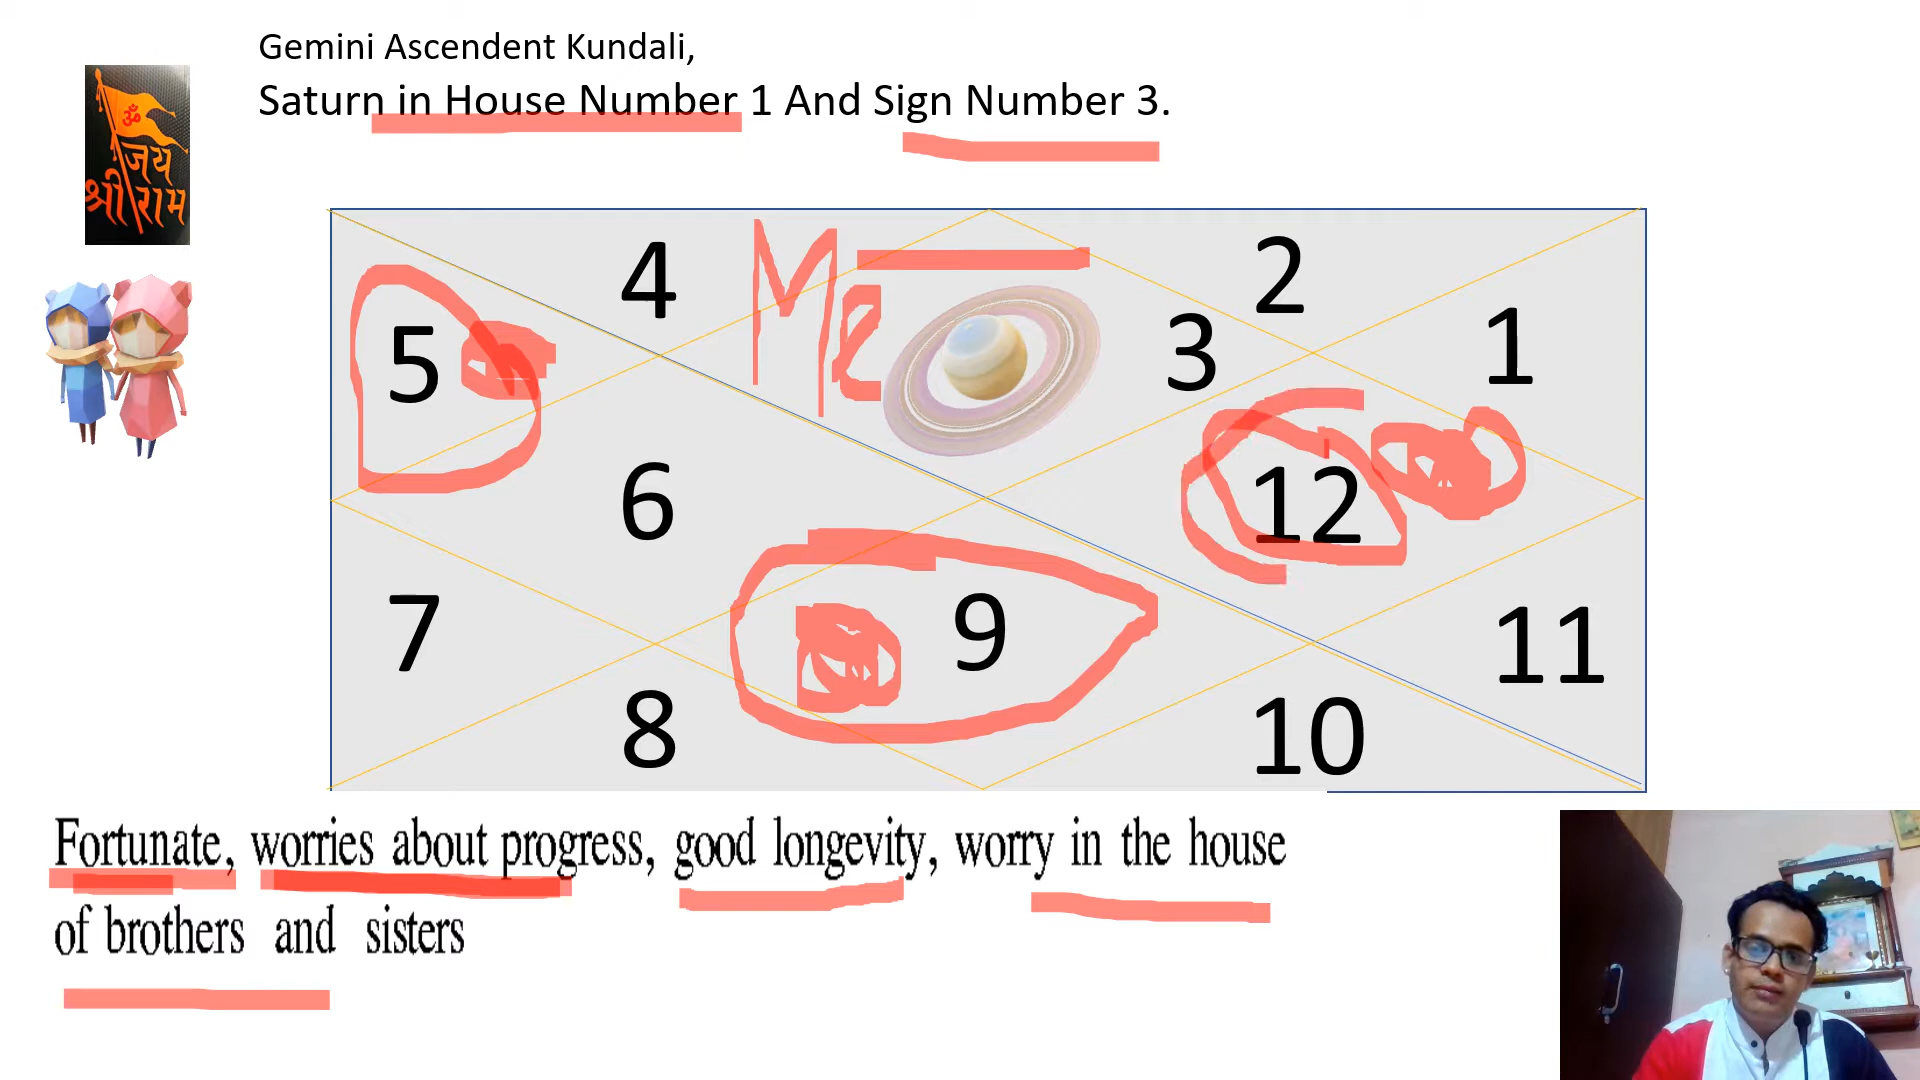 Gemini Ascendent Kundali,
Saturn in House Number 1 And Sign Number 3.
ॐ
जय
श्री राम
4
Me
2
5
3
1
6
12
7
9
11
8
10
Fortunate, worries about progress, good longevity, worry in the house
of brothers and sisters